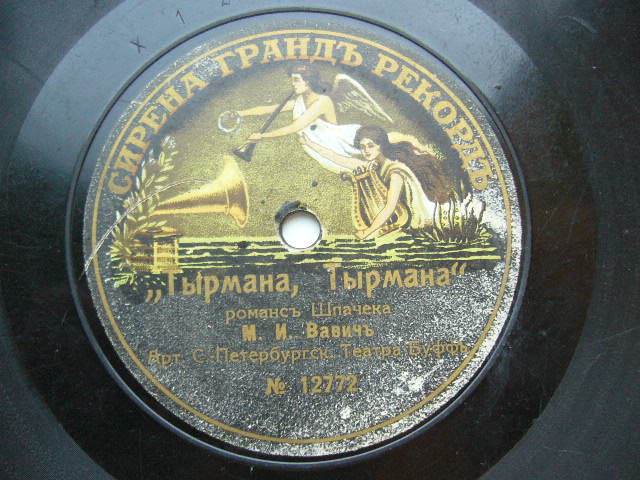 СИРЕНА ГРАНДЪ РЕКОРДЪ
„Тырмана, Тырмана“
романсъ Шпачека
М. И. Вавичъ
Арт. С.-Петербургск. Театра Буффъ
№ 12772